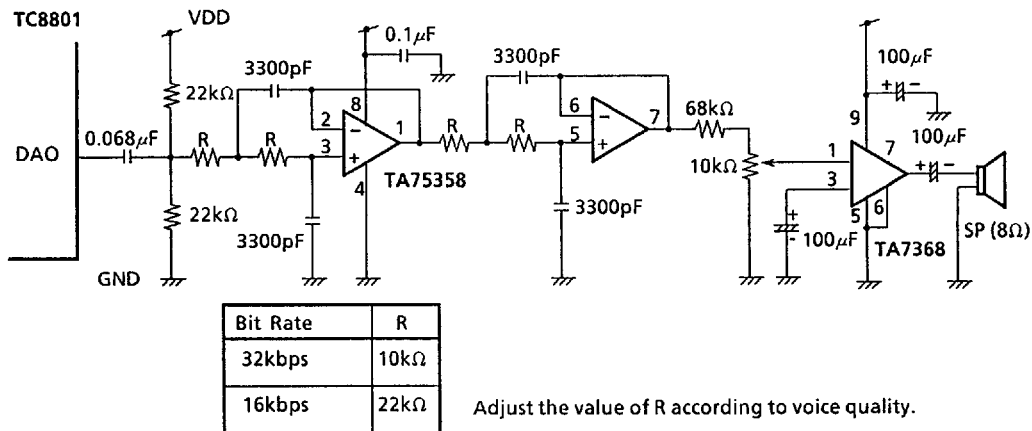 TC8801
VDD
0.1μF
100μF
3300pF
3300pF
22kΩ
8
6
7
68kΩ
+ -
9
0.068μF
2
1
100μF
R
R
R
R
7
DAO
3
5
10kΩ
1
+ -
TA75358
3
4
5
6
22kΩ
3300pF
+
-
100μF
SP (8Ω)
3300pF
TA7368
GND
Bit Rate R
32kbps 10kΩ
16kbps 22kΩ
Adjust the value of R according to voice quality.